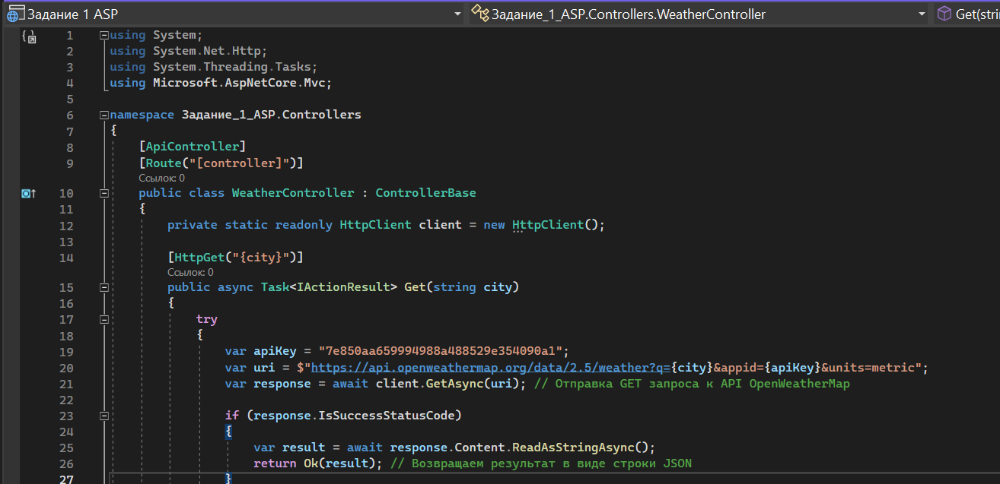 Задание 1 ASP
Задание_1_ASP.Controllers.WeatherController
Get(stri
1 using System;
2 using System.Net.Http;
3 using System.Threading.Tasks;
4 using Microsoft.AspNetCore.Mvc;
5
6 namespace Задание_1_ASP.Controllers
7 {
8 [ApiController]
9 [Route("[controller]")]
Ссылок: 0
10 public class WeatherController : ControllerBase
11 {
12 private static readonly HttpClient client = new HttpClient();
13
14 [HttpGet("{city}")]
Ссылок: 0
15 public async Task<IActionResult> Get(string city)
16 {
17 try
18 {
19 var apiKey = "7e850aa659994988a488529e354090a1";
20 var uri = $"https://api.openweathermap.org/data/2.5/weather?q={city}&appid={apiKey}&units=metric";
21 var response = await client.GetAsync(uri); // Отправка GET запроса к API OpenWeatherMap
22
23 if (response.IsSuccessStatusCode)
24 {
25 var result = await response.Content.ReadAsStringAsync();
26 return Ok(result); // Возвращаем результат в виде строки JSON
27 }